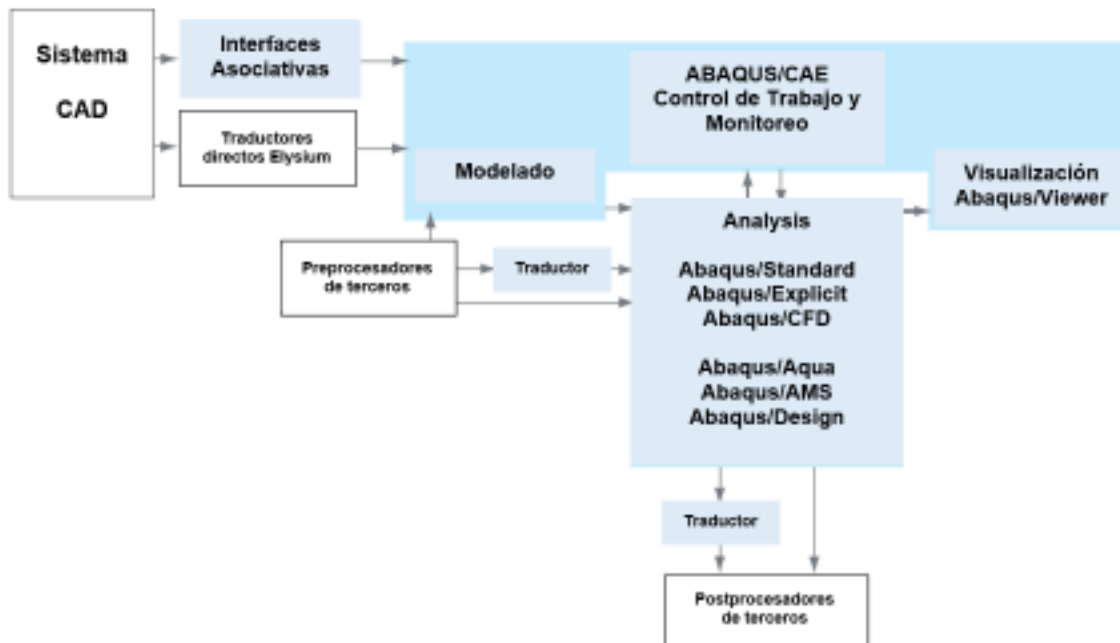 Sistema
CAD
Interfaces
Asociativas
Traductores
directos Elysium
ABAQUS/CAE
Control de Trabajo y
Monitoreo
Modelado
Visualización
Abaqus/Viewer
Preprocesadores
de terceros
Traductor
Analysis
Abaqus/Standard
Abaqus/Explicit
Abaqus/CFD
Abaqus/Aqua
Abaqus/AMS
Abaqus/Design
Traductor
Postprocesadores
de terceros